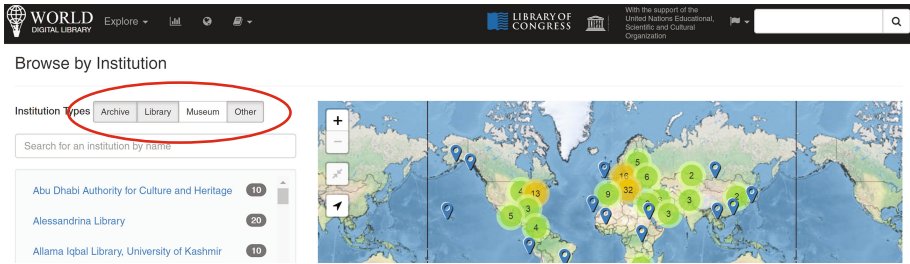 WORLD
DIGITAL LIBRARY
Explore
LIBRARY OF
CONGRESS
With the support of the
United Nations Educational,
Scientific and Cultural
Organization
Browse by Institution
Institution Types Archive Library Museum Other
Search for an institution by name
Abu Dhabi Authority for Culture and Heritage 10
Alessandrina Library 20
Allama Iqbal Library, University of Kashmir 10
+
−
5
6
2
9
32
4
13
3
5
4
3
3
2